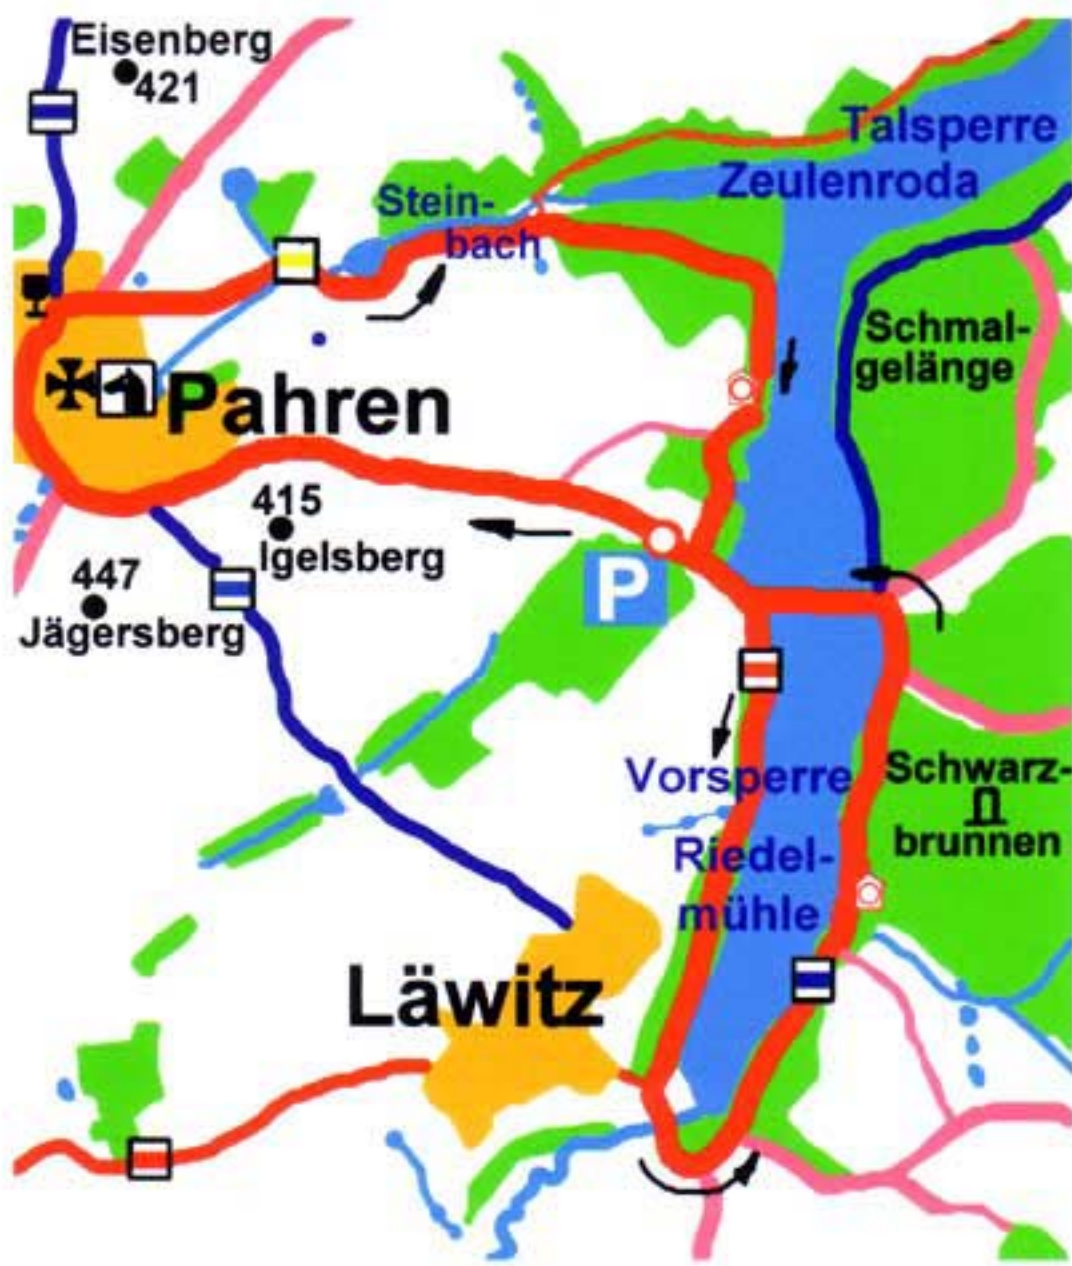 Eisenberg
421
Talsperre
Zeulenroda
Stein-
bach
Schmal-
gelänge
Pahren
415
Igelsberg
447
Jägersberg
P
Vorsperre
Riedel-
mühle
Schwarz-
brunnen
Läwitz